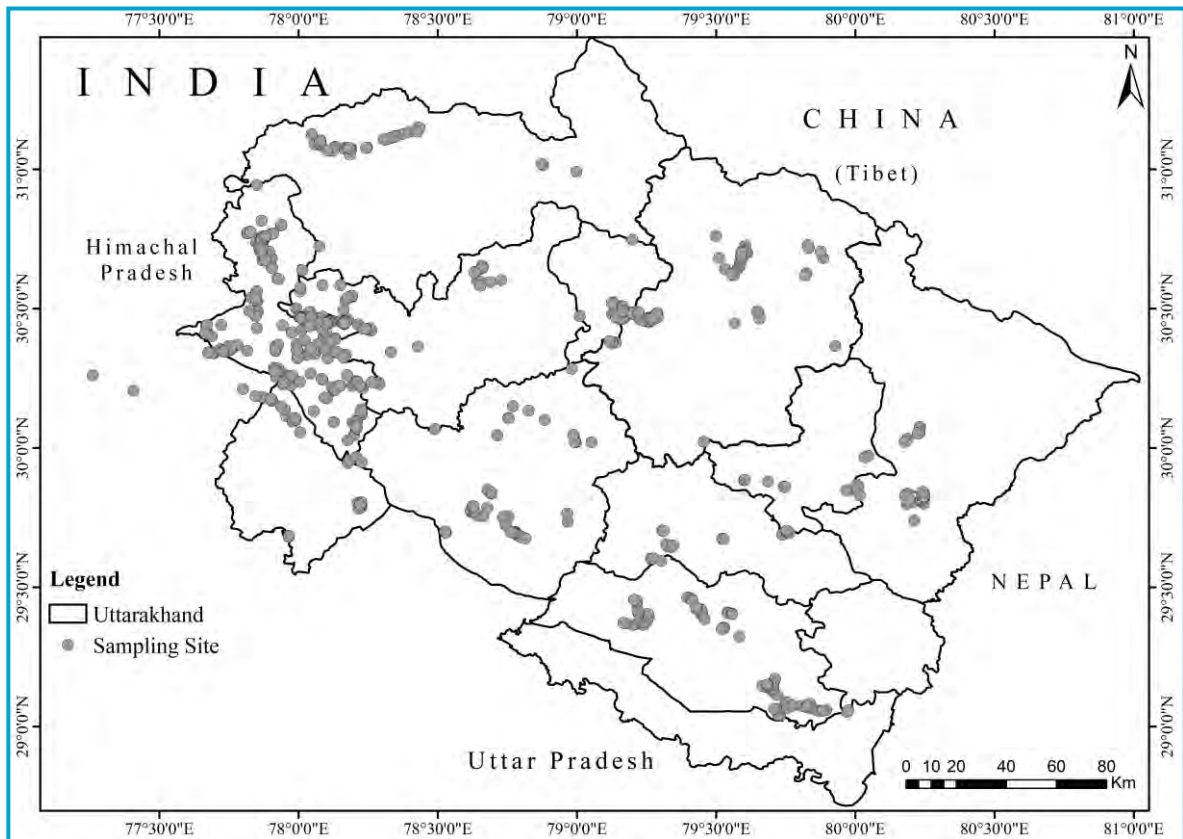 77°30'0"E 78°0'0"E 78°30'0"E 79°0'0"E 79°30'0"E 80°0'0"E 80°30'0"E 81°0'0"E
INDIA
N
CHINA
(Tibet)
31°0'0"N
31°0'0"N
Himachal
Pradesh
30°30'0"N
30°30'0"N
30°0'0"N
30°0'0"N
Legend
Uttarakhand
Sampling Site
NEPAL
29°30'0"N
29°30'0"N
29°0'0"N
29°0'0"N
Uttar Pradesh
0 10 20 40 60 80
Km
77°30'0"E 78°0'0"E 78°30'0"E 79°0'0"E 79°30'0"E 80°0'0"E 80°30'0"E 81°0'0"E